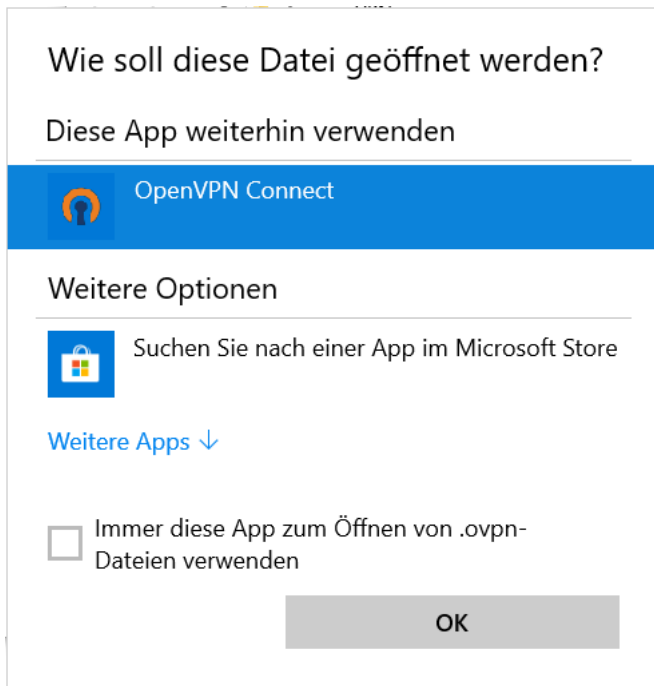 Wie soll diese Datei geöffnet werden?
Diese App weiterhin verwenden
OpenVPN Connect
Weitere Optionen
Suchen Sie nach einer App im Microsoft Store
Weitere Apps ↓
Immer diese App zum Öffnen von .ovpn-
Dateien verwenden
OK